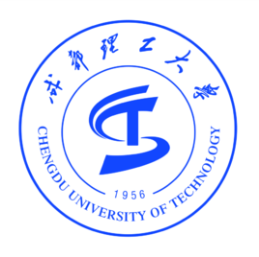 成都理工大学
1956
CHENGDU UNIVERSITY OF TECHNOLOGY